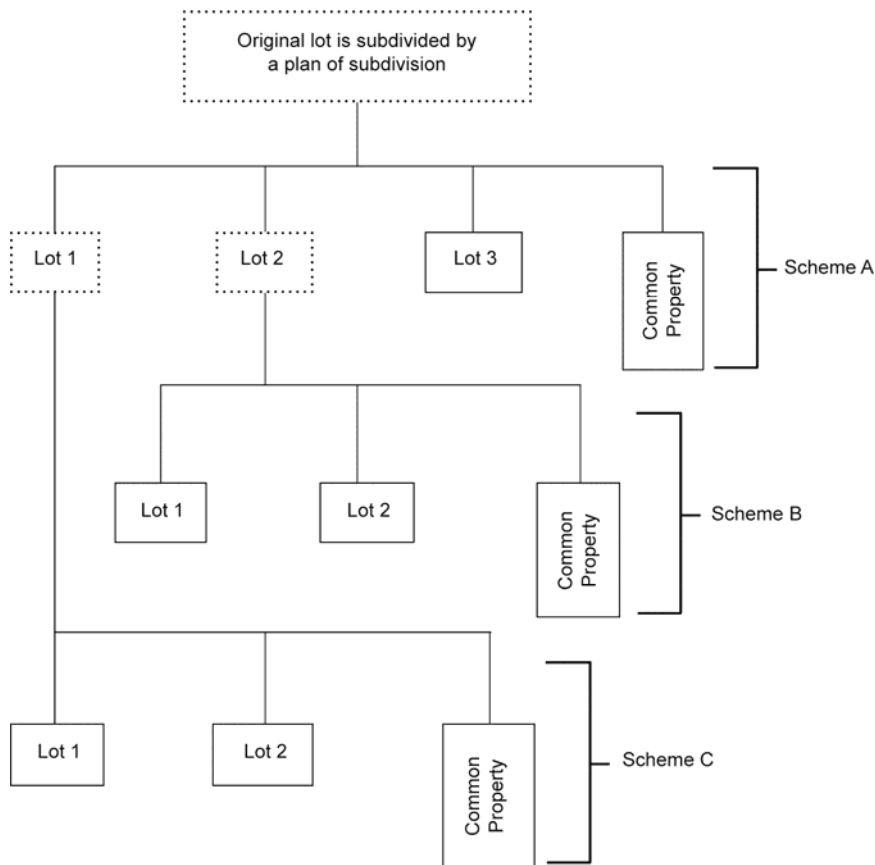 Original lot is subdivided by
a plan of subdivision
Lot 1
Lot 2
Lot 3
Common
Property
Scheme A
Lot 1
Lot 2
Common
Property
Scheme B
Lot 1
Lot 2
Common
Property
Scheme C